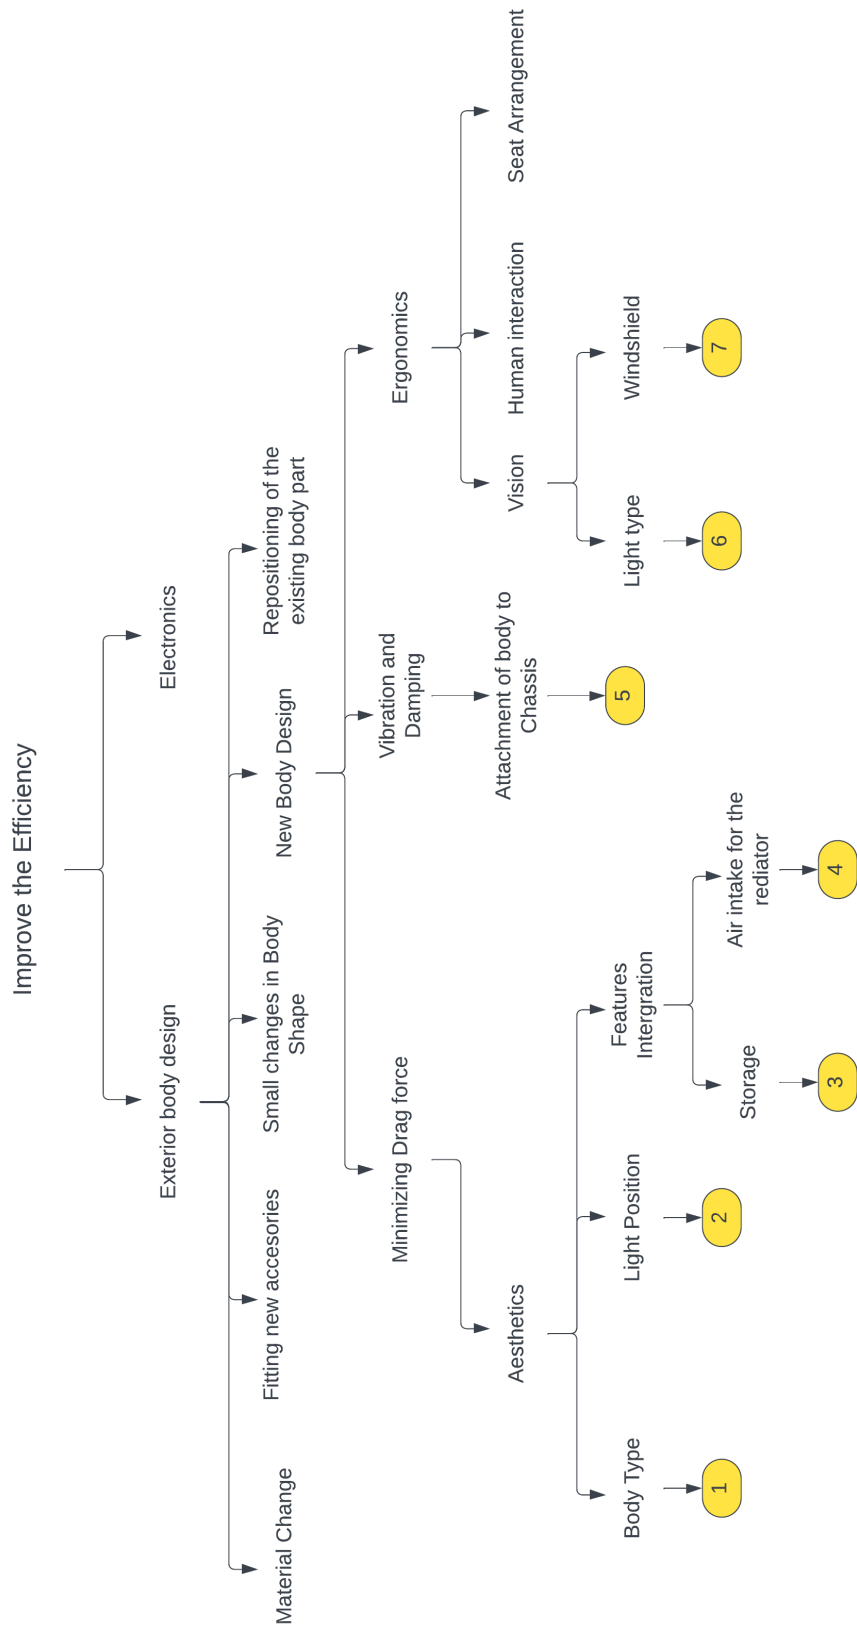 Improve the Efficiency
Exterior body design
Electronics
Material Change
Fitting new accesories
Small changes in Body
Shape
New Body Design
Repositioning of the
existing body part
Minimizing Drag force
Vibration and
Damping
Ergonomics
Aesthetics
Attachment of body to
Chassis
Vision
Human interaction
Seat Arrangement
Body Type
Light Position
Features
Intergration
5
Light type
Windshield
1
2
Storage
Air intake for the
rediator
6
7
3
4